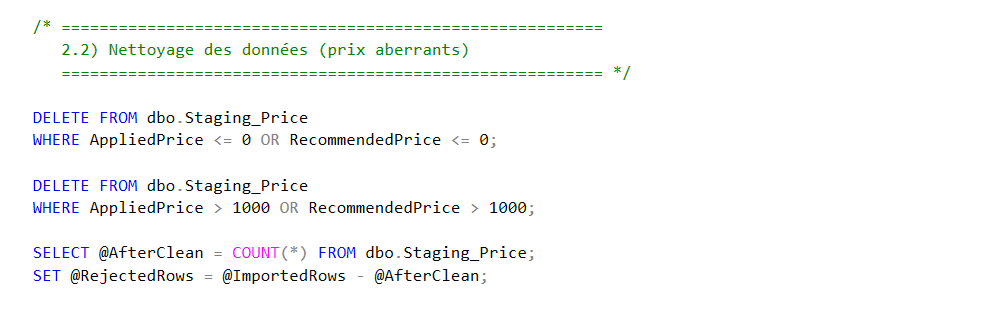 /* =========================================================
2.2) Nettoyage des données (prix aberrants)
========================================================= */
DELETE FROM dbo.Staging_Price
WHERE AppliedPrice <= 0 OR RecommendedPrice <= 0;
DELETE FROM dbo.Staging_Price
WHERE AppliedPrice > 1000 OR RecommendedPrice > 1000;
SELECT @AfterClean = COUNT(*) FROM dbo.Staging_Price;
SET @RejectedRows = @ImportedRows - @AfterClean;